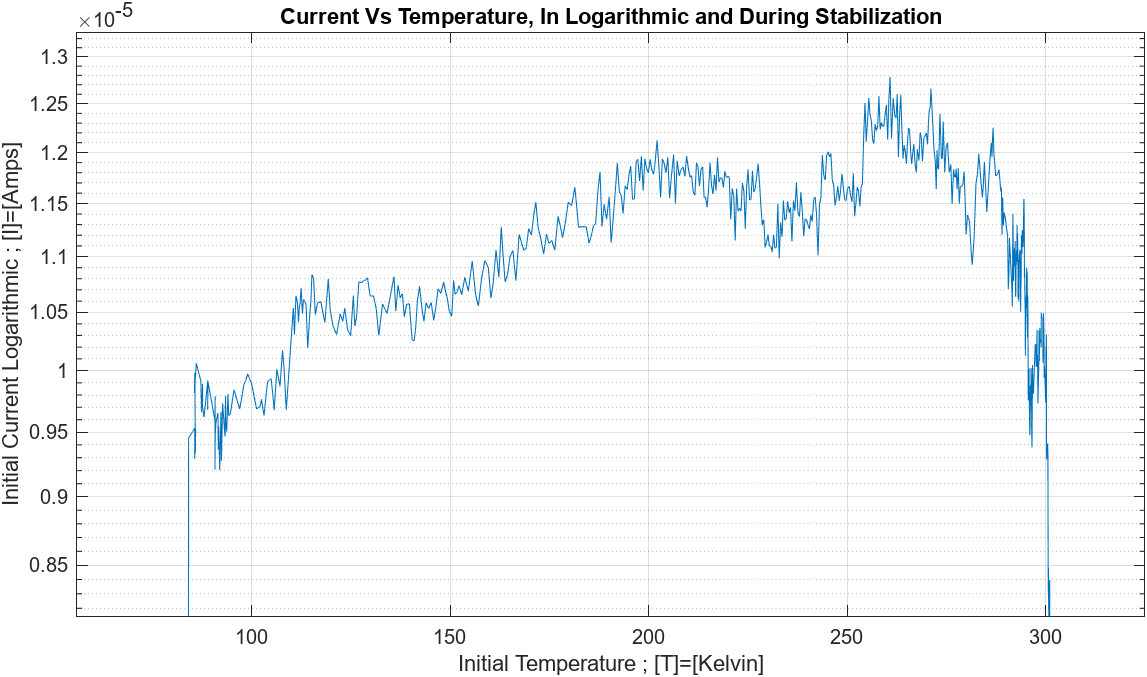 Current Vs Temperature, In Logarithmic and During Stabilization
×10-5
1.3
1.25
1.2
1.15
1.1
1.05
1
0.95
0.9
0.85
Initial Current Logarithmic ; [I]=[Amps]
100 150 200 250 300
Initial Temperature ; [T]=[Kelvin]